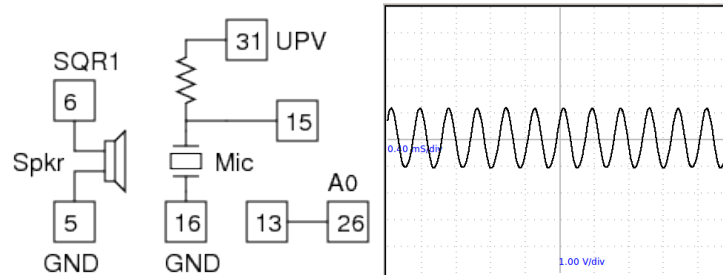 31 UPV
SQR1
6
15
Spkr
Mic
A0
5
16
13
26
GND
GND
0.40 mS/div
1.00 V/div